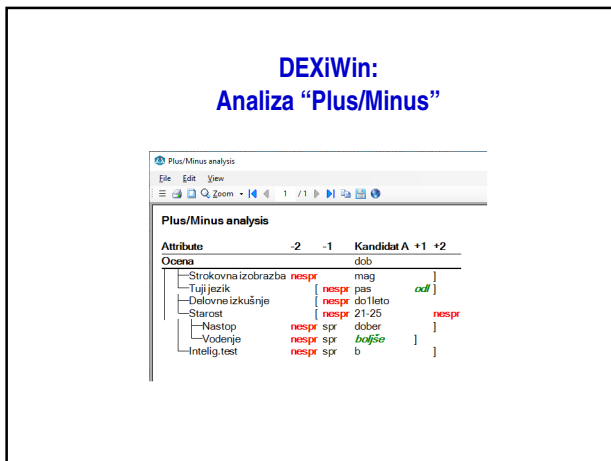 DEXiWin:
Analiza “Plus/Minus”
Plus/Minus analysis
File Edit View
Zoom 1 / 1
Plus/Minus analysis
Attribute -2 -1 Kandidat A +1 +2
Ocena dob
Strokovna izobrazba nespr mag ]
Tuji jezik [ nespr pas odl ]
Delovne izkušnje [ nespr do1leto
Starost [ nespr 21-25 nespr
Nastop nespr spr dober ]
Vodenje nespr spr boljše ]
Intelig.test nespr spr b ]